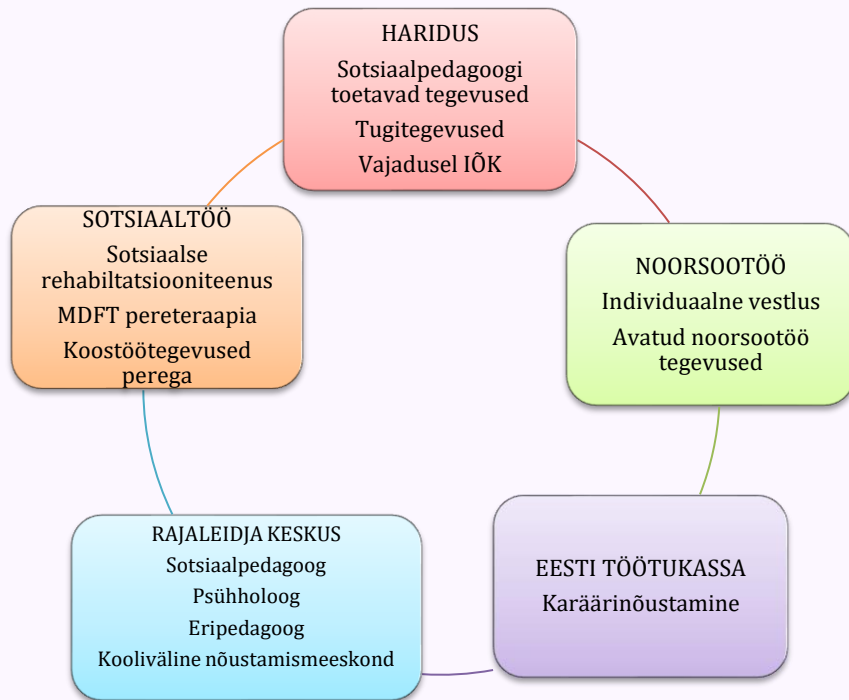 HARIDUS
Sotsiaalpedagoogi
toetavad tegevused
Tugitegevused
Vajadusel IÕK
SOTSIAALTÖÖ
Sotsiaalse
rehabiltatsiooniteenus
MDFT pereteraapia
Koostöötegevused
perega
NOORSOOTÖÖ
Individuaalne vestlus
Avatud noorsootöö
tegevused
RAJALEIDJA KESKUS
Sotsiaalpedagoog
Psühholoog
Eripedagoog
Kooliväline nõustamismeeskond
EESTI TÖÖTUKASSA
Karäärinõustamine